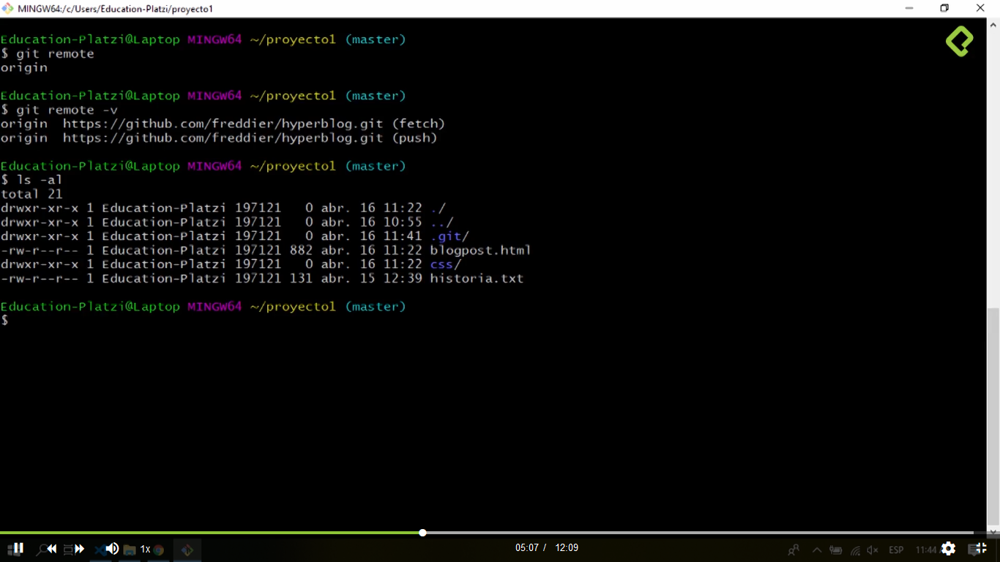 MINGW64:/c/Users/Education-Platzi/proyecto1
Education-Platzi@Laptop MINGW64 ~/proyecto1 (master)
$ git remote
origin
Education-Platzi@Laptop MINGW64 ~/proyecto1 (master)
$ git remote -v
origin  https://github.com/freddier/hyperblog.git (fetch)
origin  https://github.com/freddier/hyperblog.git (push)
Education-Platzi@Laptop MINGW64 ~/proyecto1 (master)
$ ls -al
total 21
drwxr-xr-x 1 Education-Platzi 197121   0 abr. 16 11:22 ./
drwxr-xr-x 1 Education-Platzi 197121   0 abr. 16 10:55 ../
drwxr-xr-x 1 Education-Platzi 197121   0 abr. 16 11:41 .git/
-rw-r--r-- 1 Education-Platzi 197121 882 abr. 16 11:22 blogpost.html
drwxr-xr-x 1 Education-Platzi 197121   0 abr. 16 11:22 css/
-rw-r--r-- 1 Education-Platzi 197121 131 abr. 15 12:39 historia.txt
Education-Platzi@Laptop MINGW64 ~/proyecto1 (master)
$
1x 05:07 / 12:09 ESP 11:44